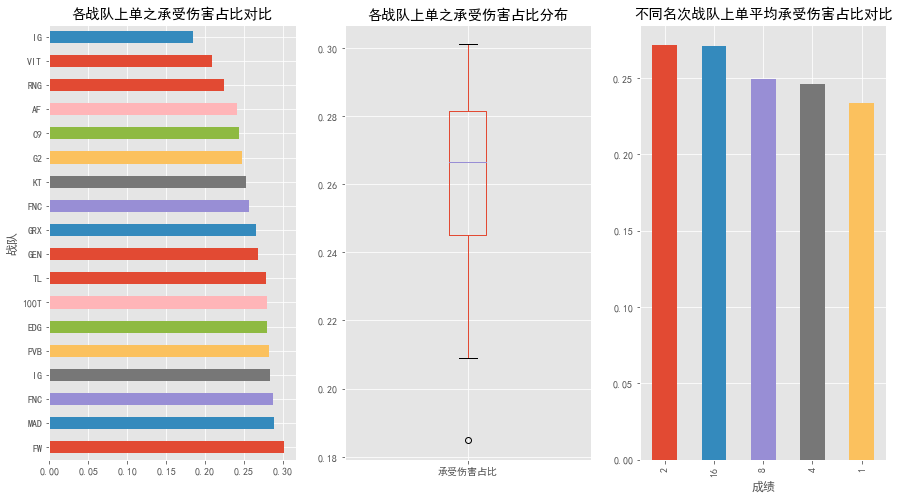 各战队上单之承受伤害占比对比
战队
IG
VIT
RNG
AF
C9
G2
KT
FNC
GRX
GEN
TL
100T
EDG
PVB
IG
FNC
MAD
FW
0.00 0.05 0.10 0.15 0.20 0.25 0.30
各战队上单之承受伤害占比分布
0.30
0.28
0.26
0.24
0.22
0.20
0.18
承受伤害占比
不同名次战队上单平均承受伤害占比对比
0.25
0.20
0.15
0.10
0.05
0.00
2 16 8 4 1
成绩